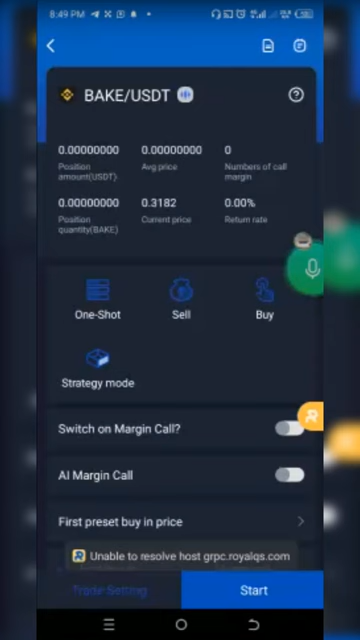 8:49 PM
BAKE/USDT
0.00000000 0.00000000 0
Position Avg price Numbers of call
amount(USDT) margin
0.00000000 0.3182 0.00%
Position Current price Return rate
quantity(BAKE)
One-Shot Sell Buy
Strategy mode
Switch on Margin Call?
AI Margin Call
First preset buy in price
Unable to resolve host grpc.royaliqs.com
Trade Setting Start